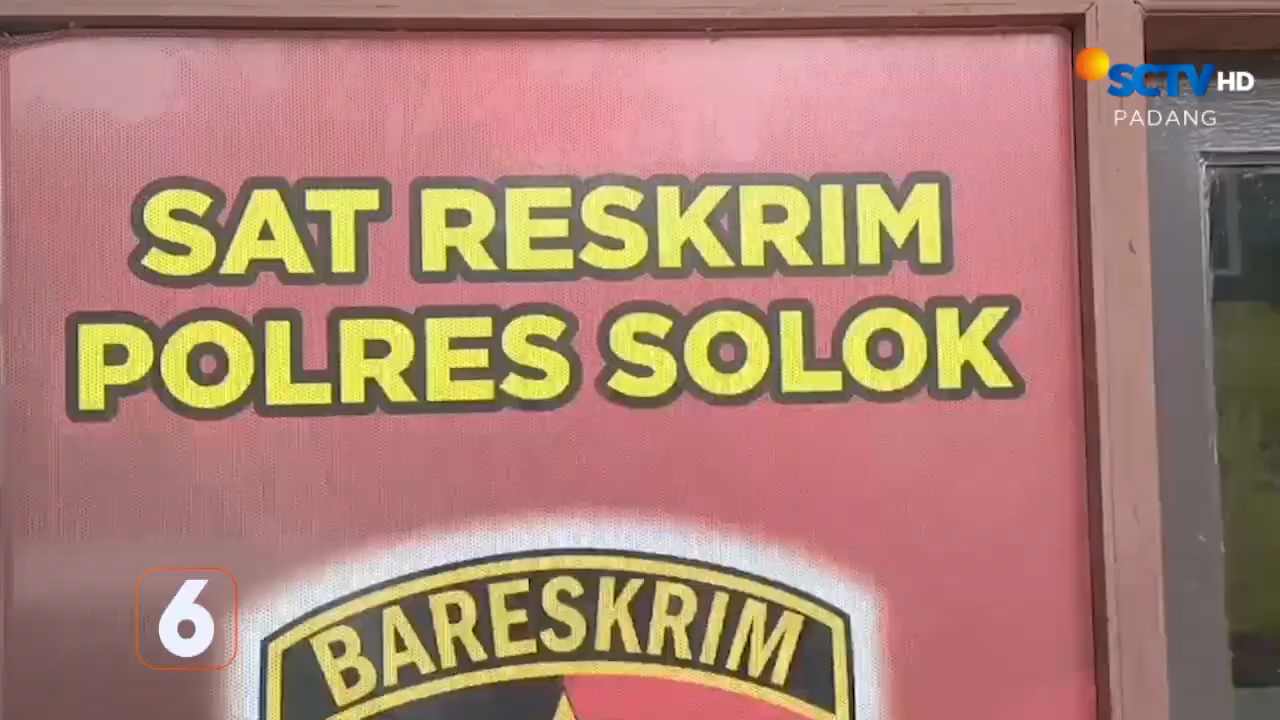 SCTV HD
PADANG
SAT RESKRIM
POLRES SOLOK
6
BARESKRIM